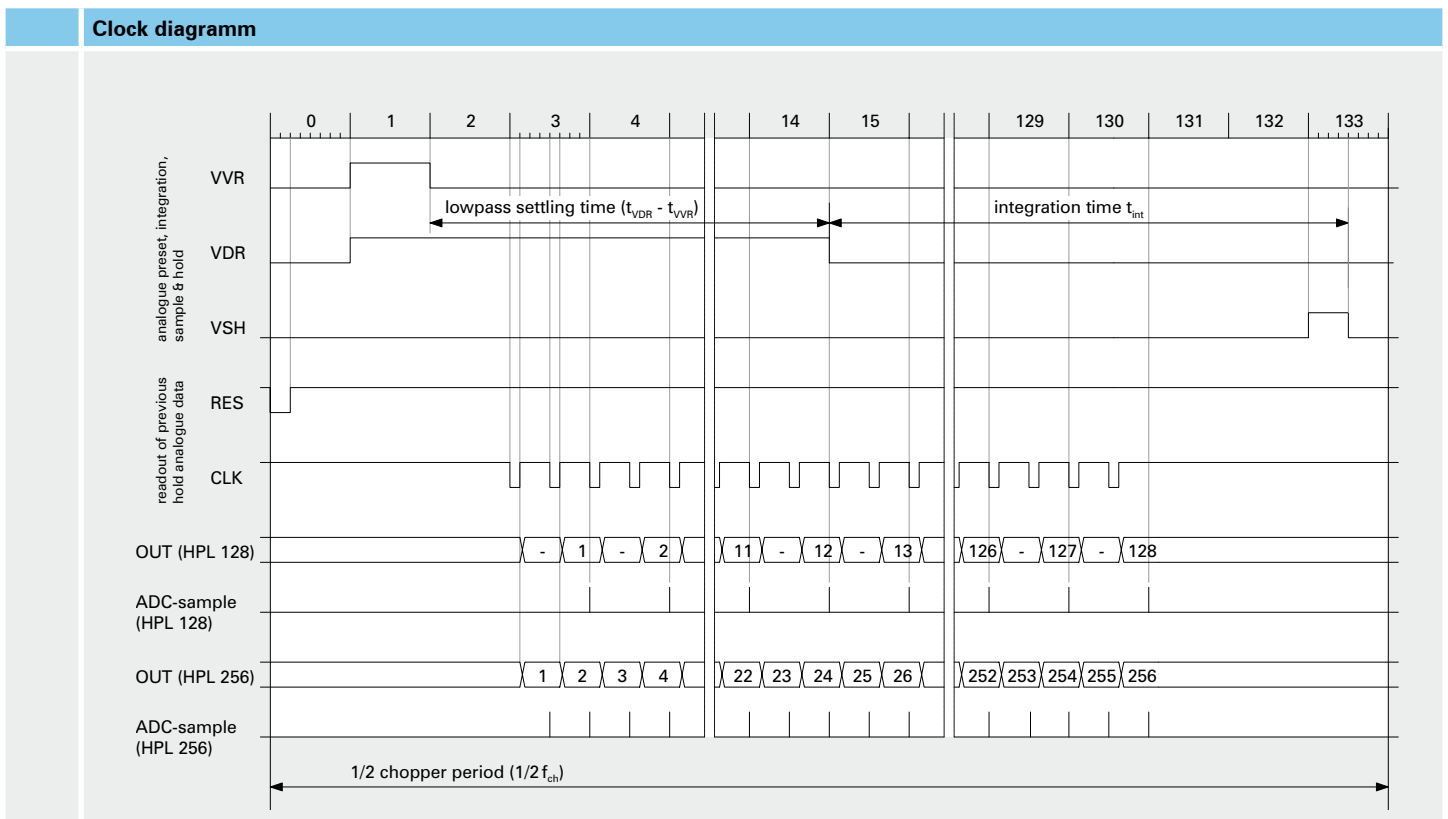 Clock diagramm
0 1 2 3 4 14 15 129 130 131 132 133
analogue preset, integration,
sample & hold
VVR
lowpass settling time (tVDR - tVVR)
integration time tint
VDR
VSH
readout of previous
hold analogue data
RES
CLK
OUT (HPL 128) - 1 - 2 11 - 12 - 13 126 - 127 - 128
ADC-sample
(HPL 128)
OUT (HPL 256) 1 2 3 4 22 23 24 25 26 252 253 254 255 256
ADC-sample
(HPL 256)
1/2 chopper period (1/2 fch)